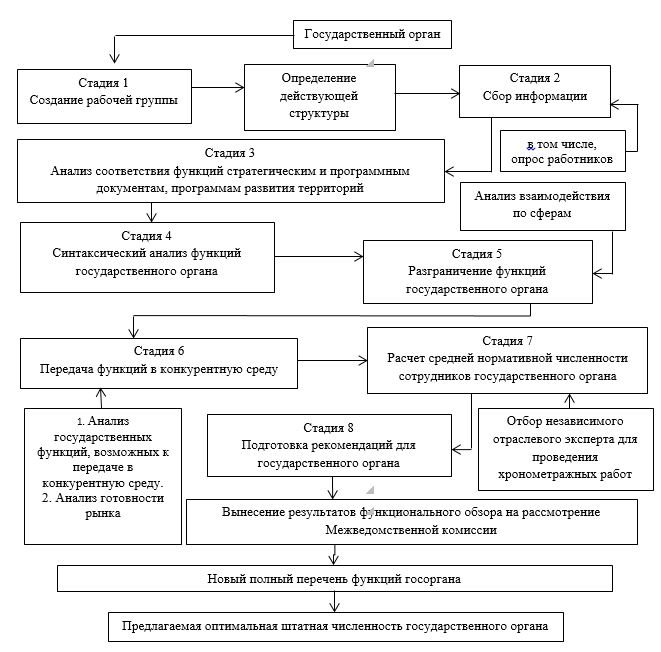 Государственный орган
Стадия 1
Создание рабочей группы
Определение
действующей
структуры
Стадия 2
Сбор информации
в том числе,
опрос работников
Стадия 3
Анализ соответствия функций стратегическим и программным
документам, программам развития территорий
Анализ взаимодействия
по сферам
Стадия 4
Синтаксический анализ функций
государственного органа
Стадия 5
Разграничение функций
государственного органа
Стадия 6
Передача функций в конкурентную среду
Стадия 7
Расчет средней нормативной численности
сотрудников государственного органа
1. Анализ
государственных
функций, возможных к
передаче в
конкурентную среду.
2. Анализ готовности
рынка
Стадия 8
Подготовка рекомендаций для
государственного органа
Отбор независимого
отраслевого эксперта для
проведения
хронометражных работ
Вынесение результатов функционального обзора на рассмотрение
Межведомственной комиссии
Новый полный перечень функций госоргана
Предлагаемая оптимальная штатная численность государственного органа